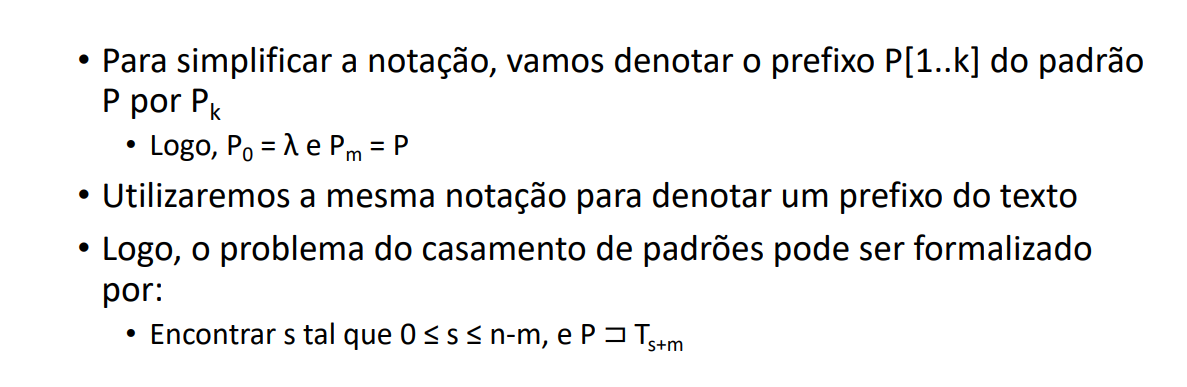 • Para simplificar a notação, vamos denotar o prefixo P[1..k] do padrão
P por Pₖ
• Logo, P₀ = λ e Pₘ = P
• Utilizaremos a mesma notação para denotar um prefixo do texto
• Logo, o problema do casamento de padrões pode ser formalizado
por:
• Encontrar s tal que 0 ≤ s ≤ n-m, e P ⊐ Tₛ₊ₘ